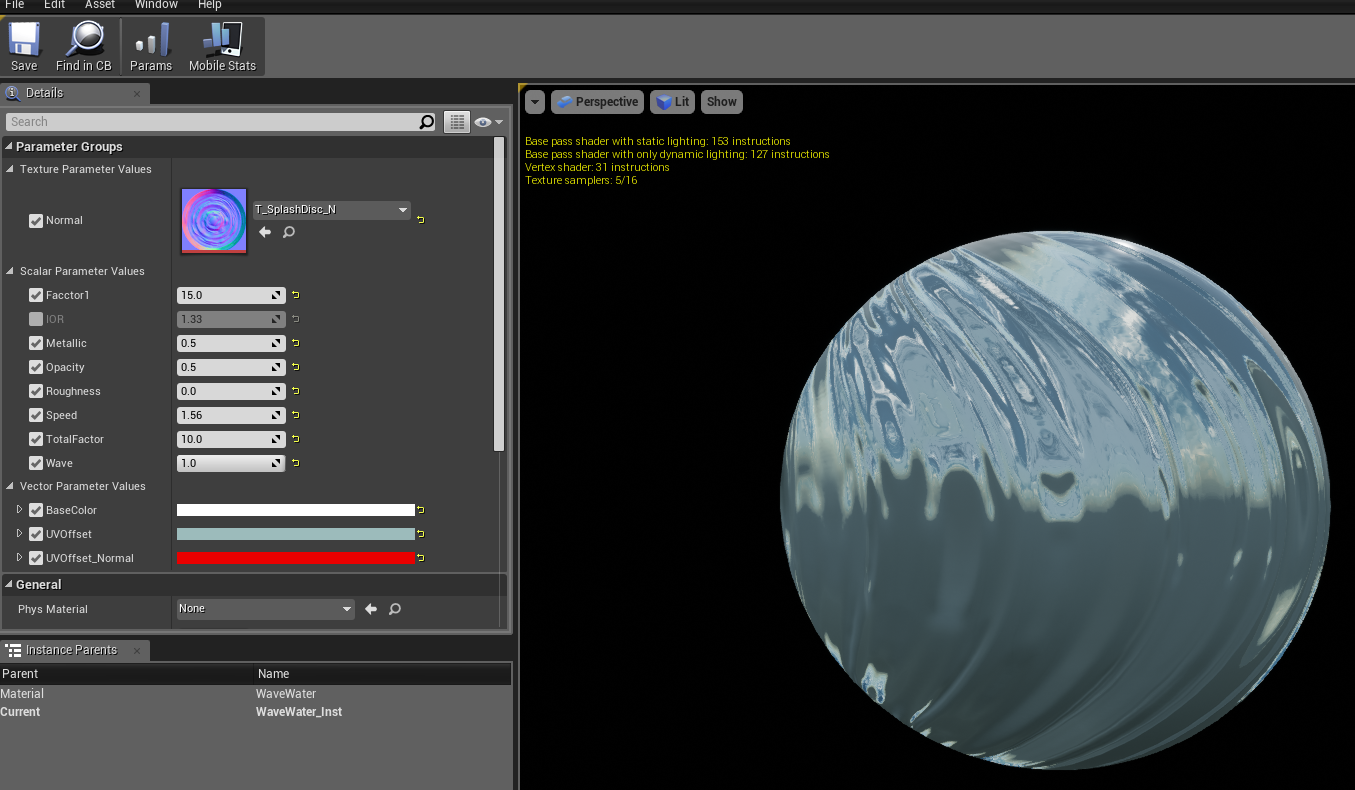 File Edit Asset Window Help
Save Find in CB Params Mobile Stats
Details
Search
Perspective Lit Show
Base pass shader with static lighting: 153 instructions
Base pass shader with only dynamic lighting: 127 instructions
Vertex shader: 31 instructions
Texture samplers: 5/16
Parameter Groups
Texture Parameter Values
Normal T_SplashDisc_N
Scalar Parameter Values
Facctor1 15.0
IOR 1.33
Metallic 0.5
Opacity 0.5
Roughness 0.0
Speed 1.56
TotalFactor 10.0
Wave 1.0
Vector Parameter Values
BaseColor
UVOffset
UVOffset_Normal
General
Phys Material None
Instance Parents
Parent Name
Material WaveWater
Current WaveWater_Inst